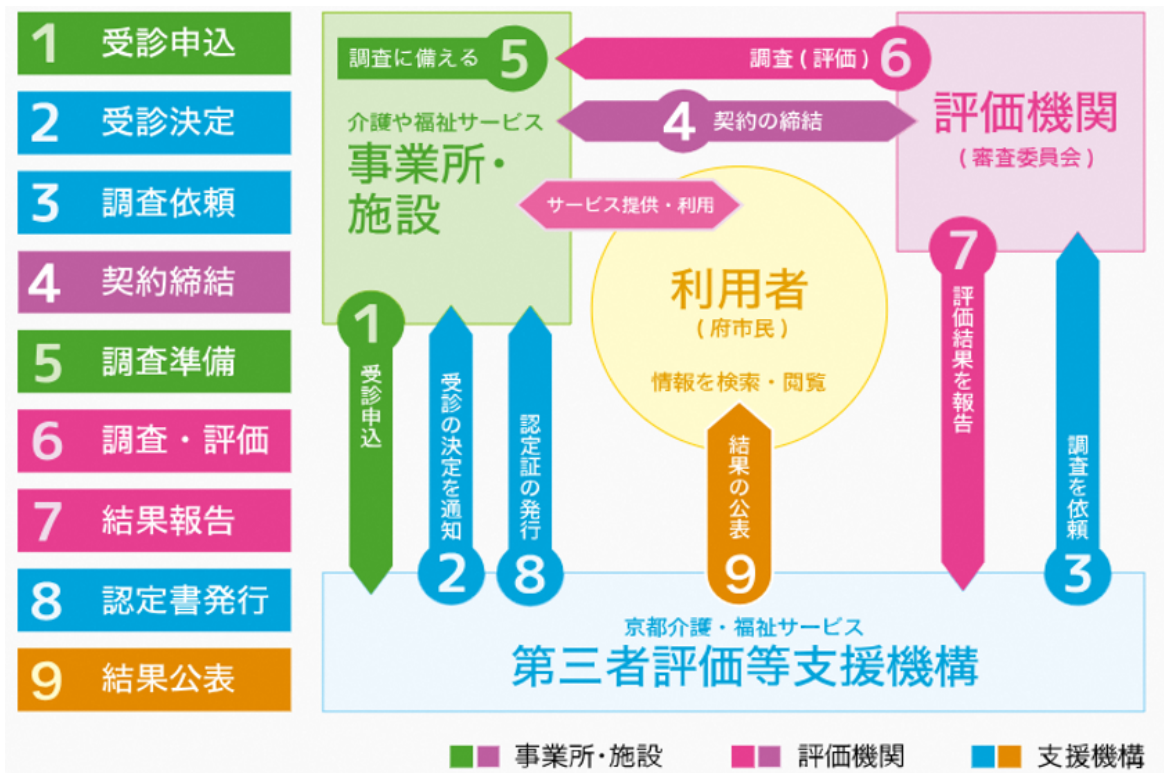 1 受診申込
2 受診決定
3 調査依頼
4 契約締結
5 調査準備
6 調査・評価
7 結果報告
8 認定書発行
9 結果公表
調査に備える 5
調査(評価) 6
4 契約の締結
介護や福祉サービス
事業所・
施設
評価機関
(審査委員会)
サービス提供・利用
利用者
(府市民)
情報を検索・閲覧
1 受診申込
受診の決定を通知 2
認定証の発行 8
結果の公表 9
7 評価結果を報告
調査を依頼 3
京都介護・福祉サービス
第三者評価等支援機構
事業所・施設
評価機関
支援機構